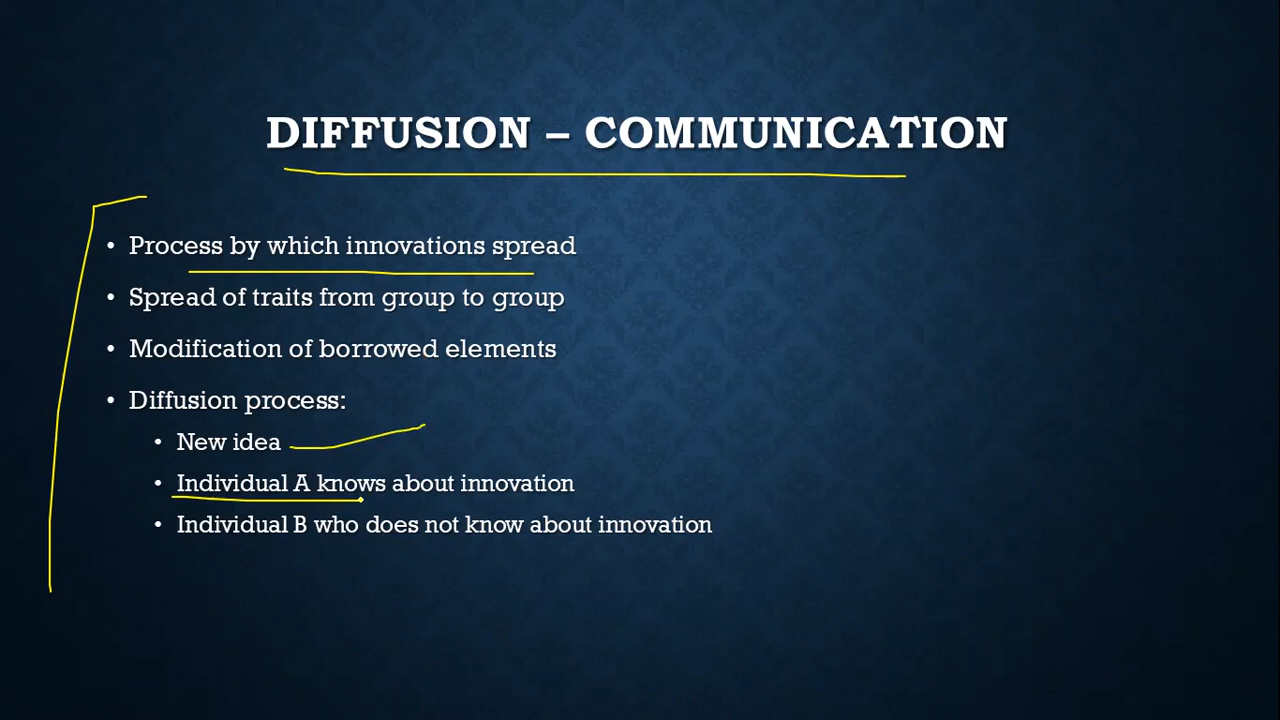 DIFFUSION – COMMUNICATION
• Process by which innovations spread
• Spread of traits from group to group
• Modification of borrowed elements
• Diffusion process:
• New idea
• Individual A knows about innovation
• Individual B who does not know about innovation